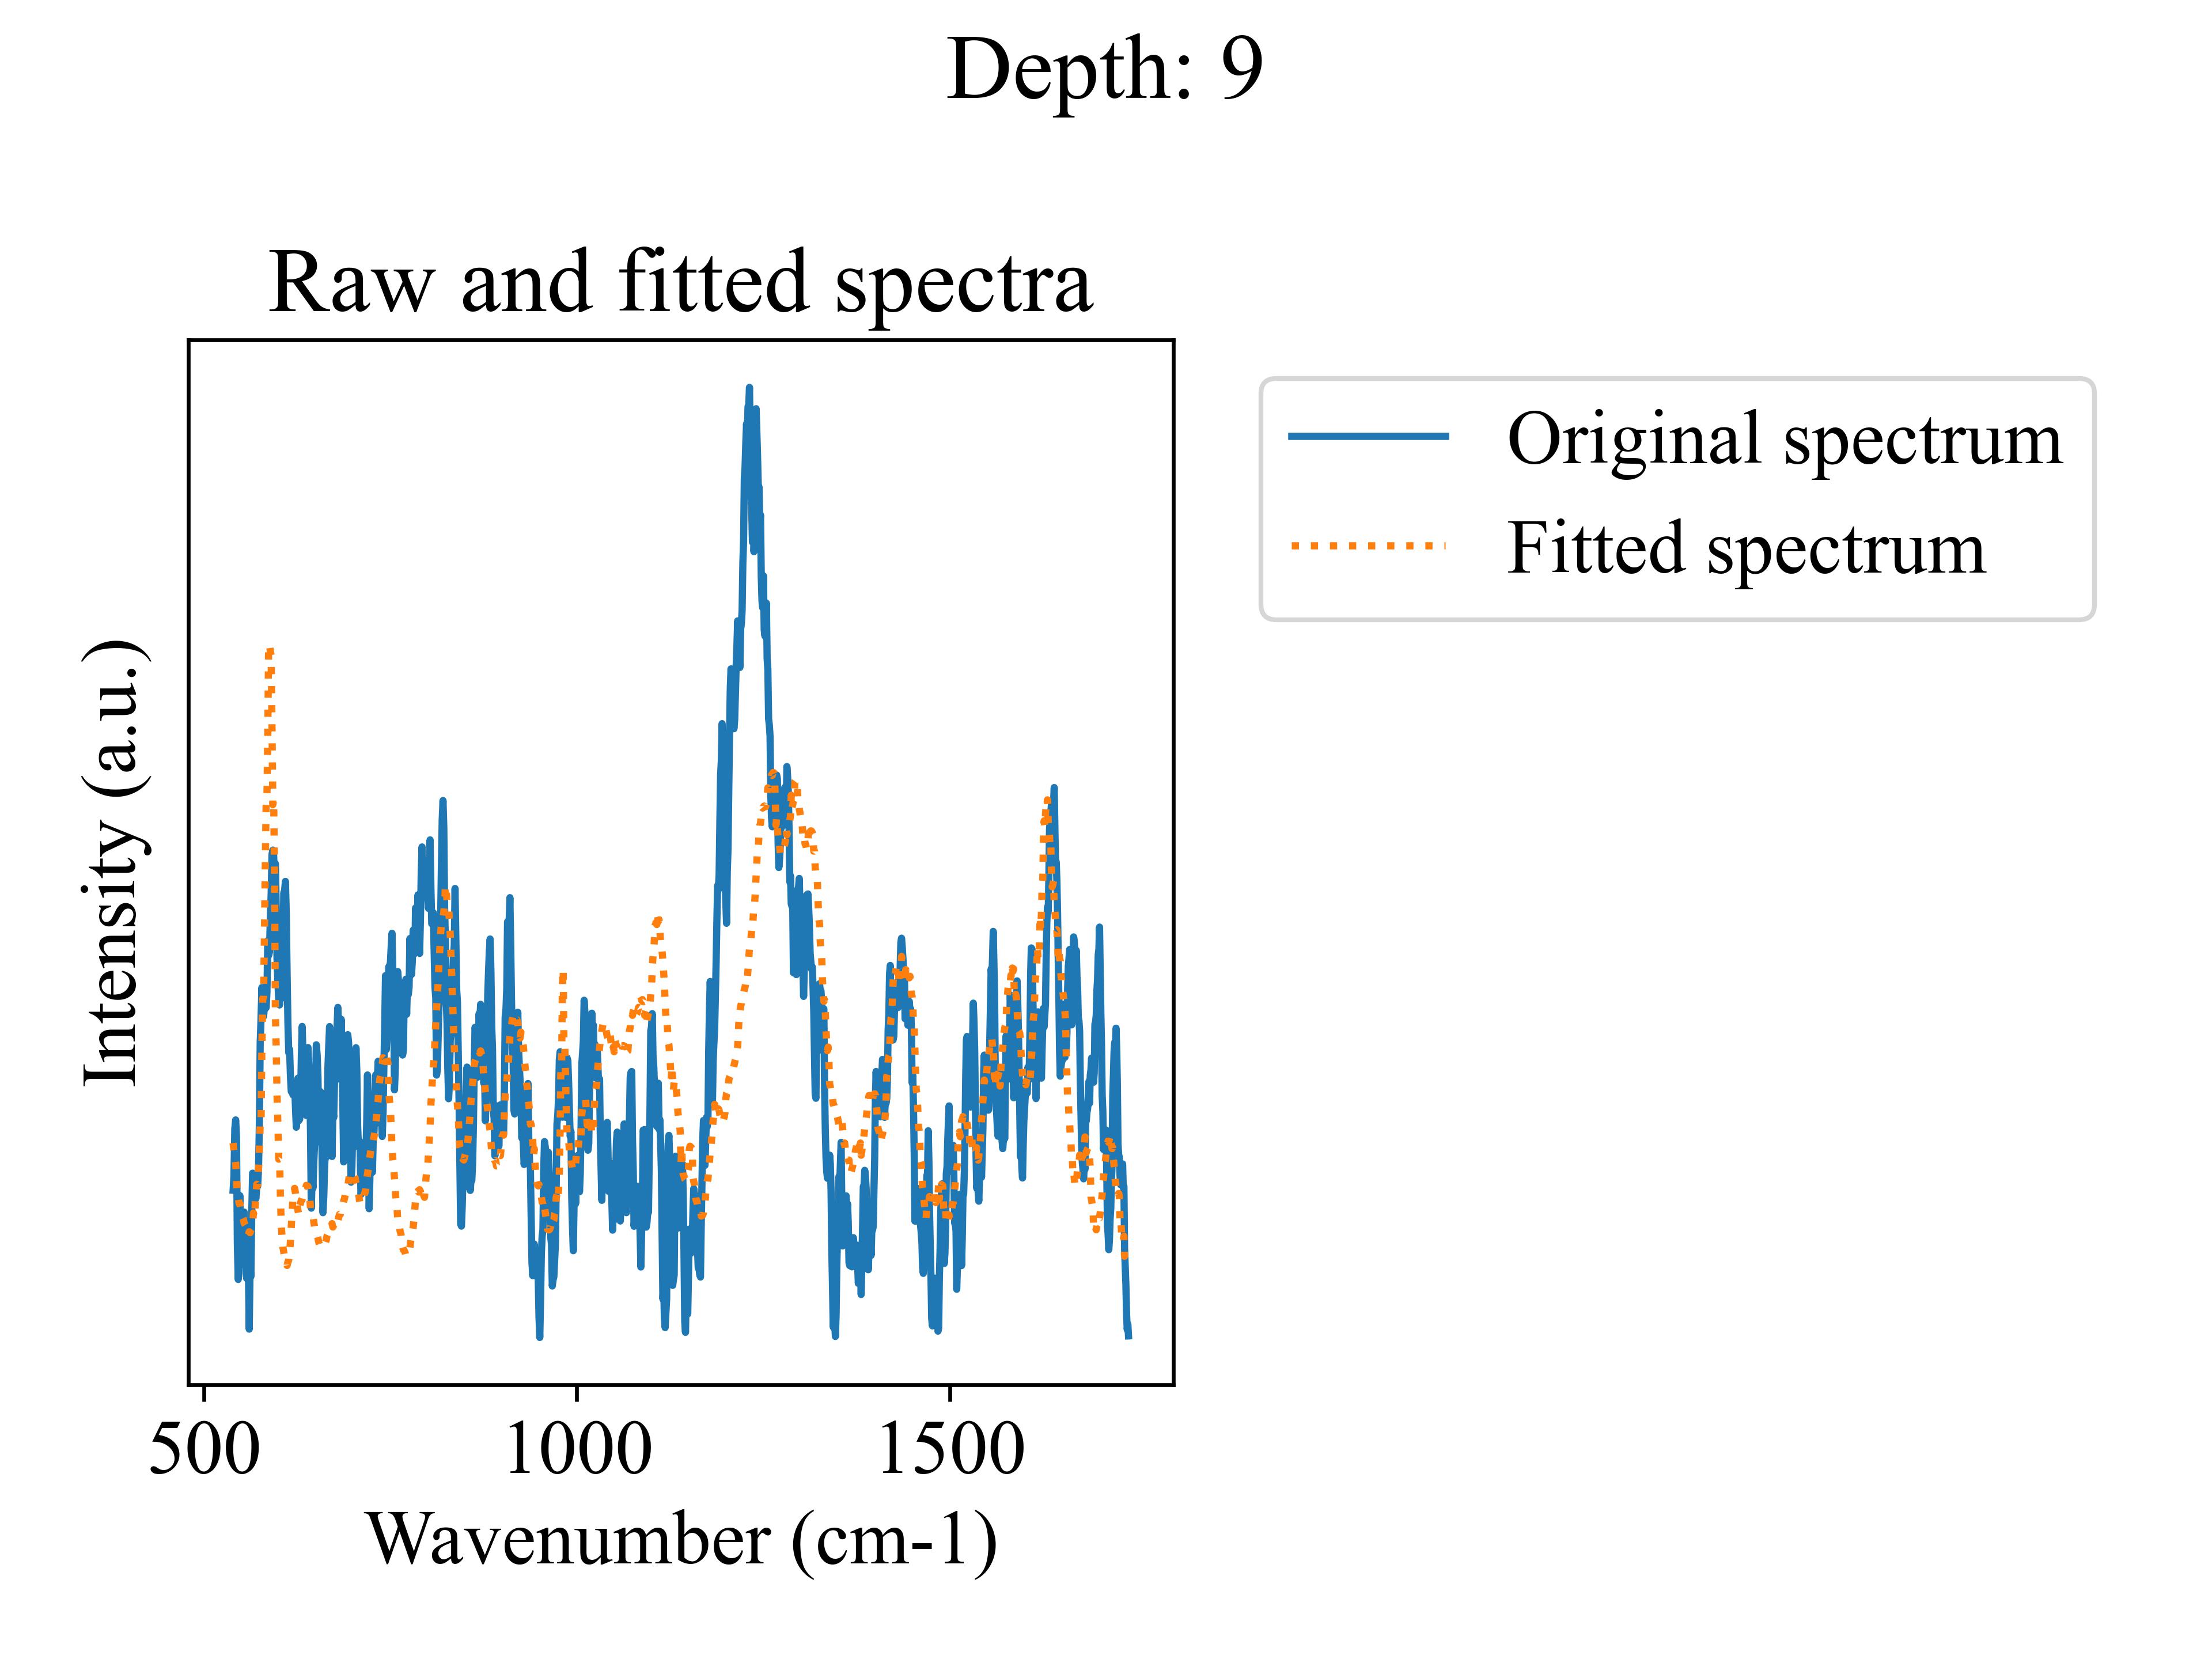 Depth: 9
Raw and fitted spectra
Original spectrum
Fitted spectrum
Intensity (a.u.)
500 1000 1500
Wavenumber (cm-1)